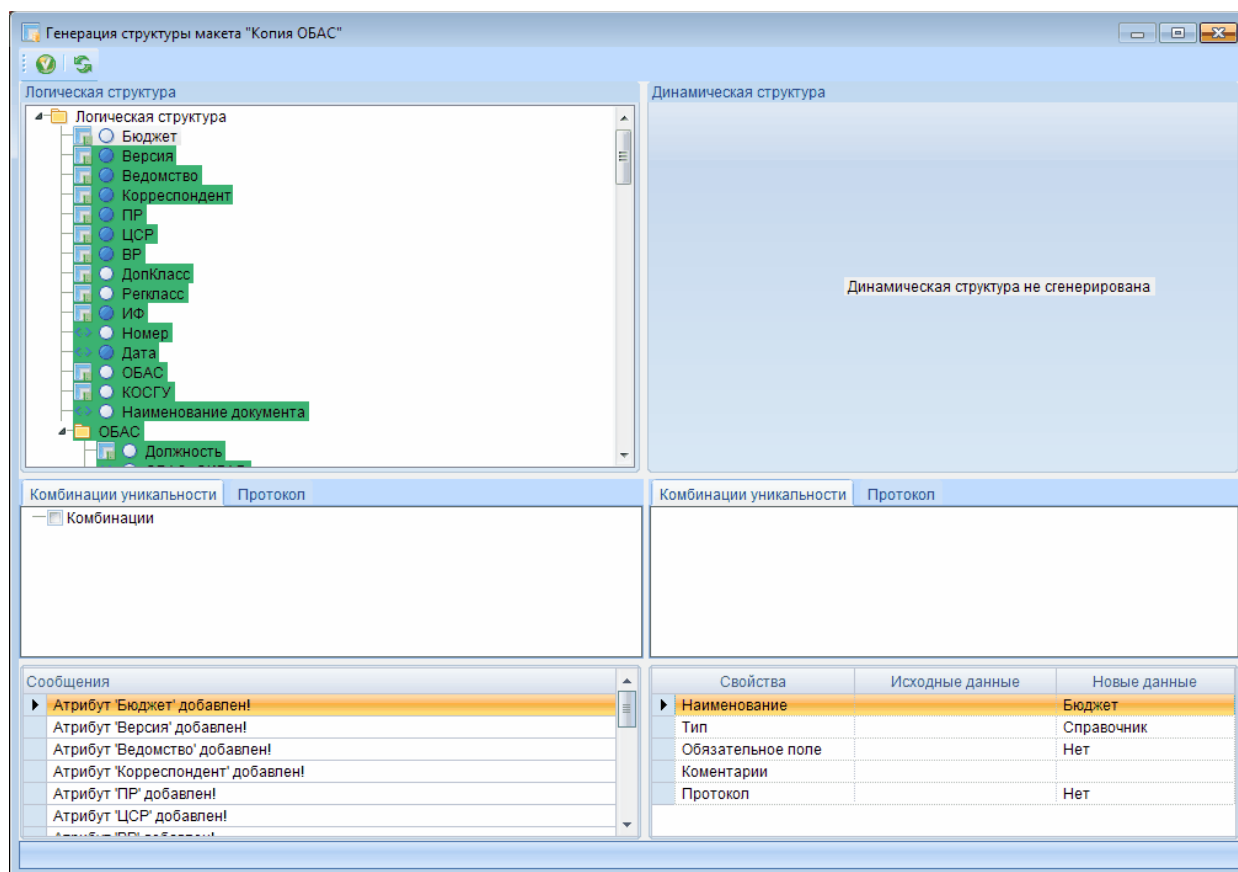 Генерация структуры макета "Копия ОБАС"
Логическая структура
Логическая структура
Бюджет
Версия
Ведомство
Корреспондент
ПР
ЦСР
ВР
ДопКласс
Регкласс
ИФ
Номер
Дата
ОБАС
КОСГУ
Наименование документа
ОБАС
Должность
Динамическая структура
Динамическая структура не сгенерирована
Комбинации уникальности Протокол
Комбинации
Комбинации уникальности Протокол
Сообщения
Атрибут 'Бюджет' добавлен!
Атрибут 'Версия' добавлен!
Атрибут 'Ведомство' добавлен!
Атрибут 'Корреспондент' добавлен!
Атрибут 'ПР' добавлен!
Атрибут 'ЦСР' добавлен!
Свойства Исходные данные Новые данные
Наименование Бюджет
Тип Справочник
Обязательное поле Нет
Коментарии
Протокол Нет